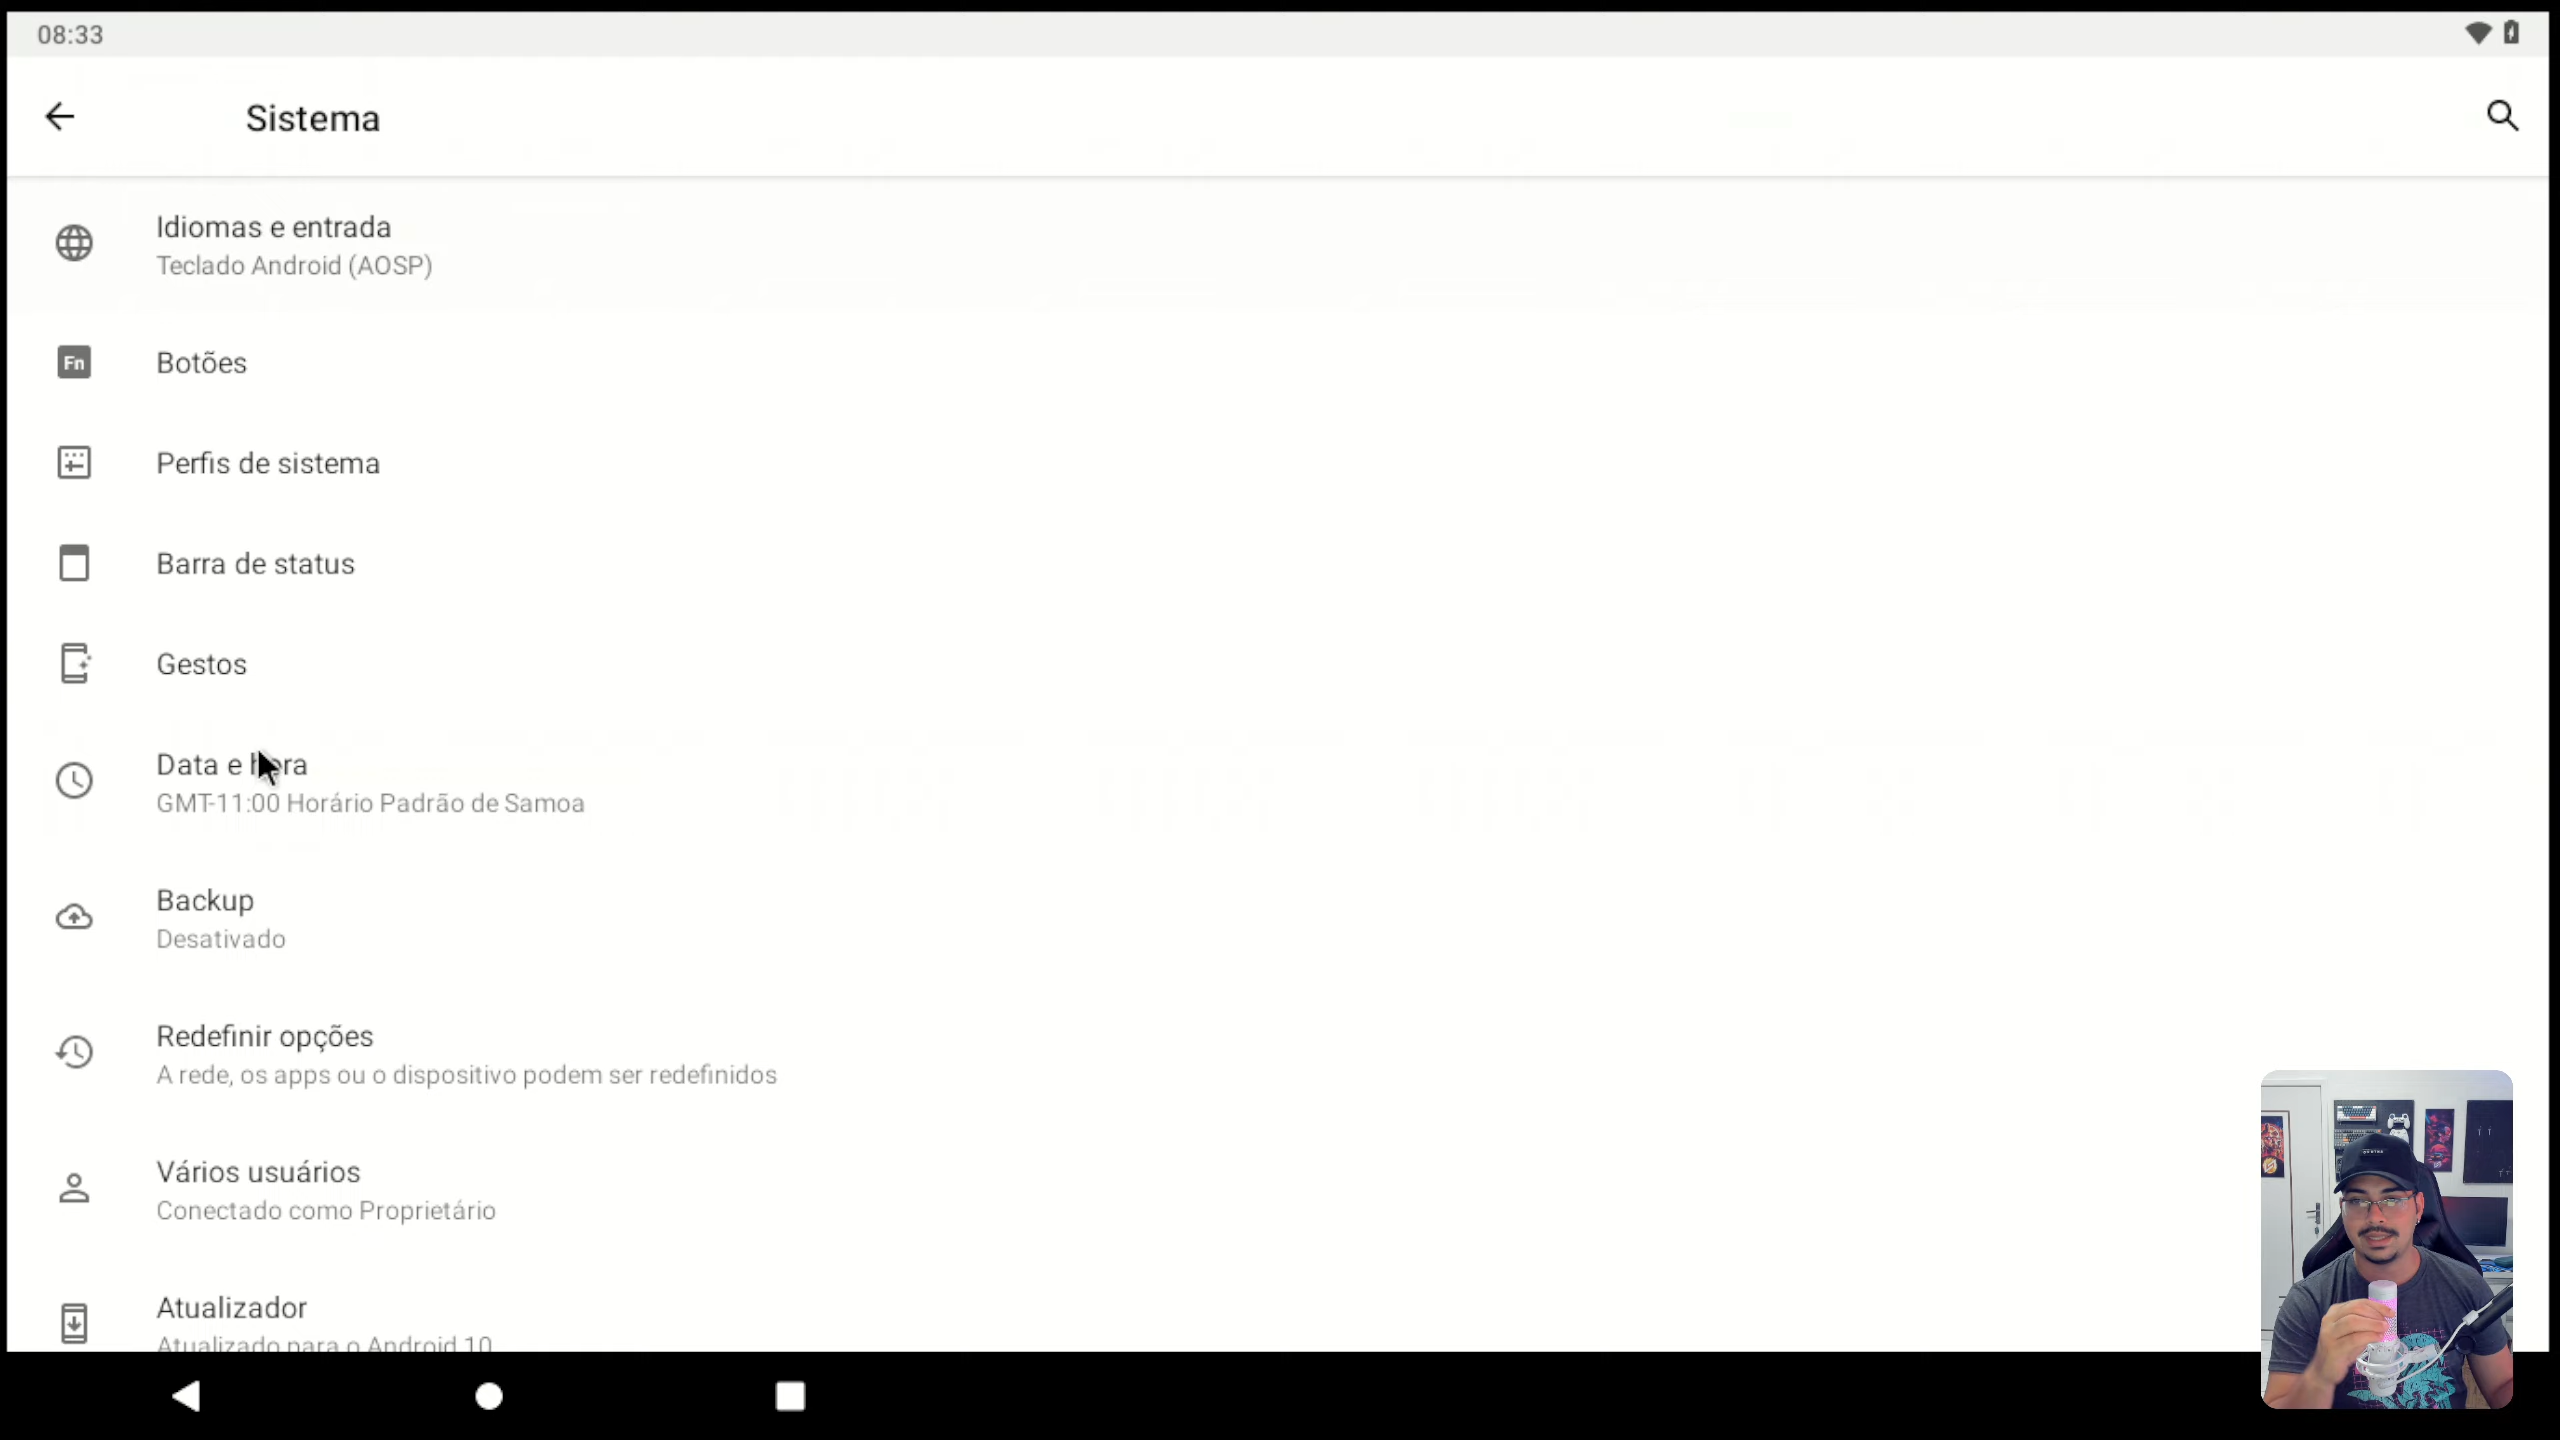 08:33
Sistema
Idiomas e entrada
Teclado Android (AOSP)
Fn
Botões
Perfis de sistema
Barra de status
Gestos
Data e hora
GMT-11:00 Horário Padrão de Samoa
Backup
Desativado
Redefinir opções
A rede, os apps ou o dispositivo podem ser redefinidos
Vários usuários
Conectado como Proprietário
Atualizador
Atualizado para o Android 10